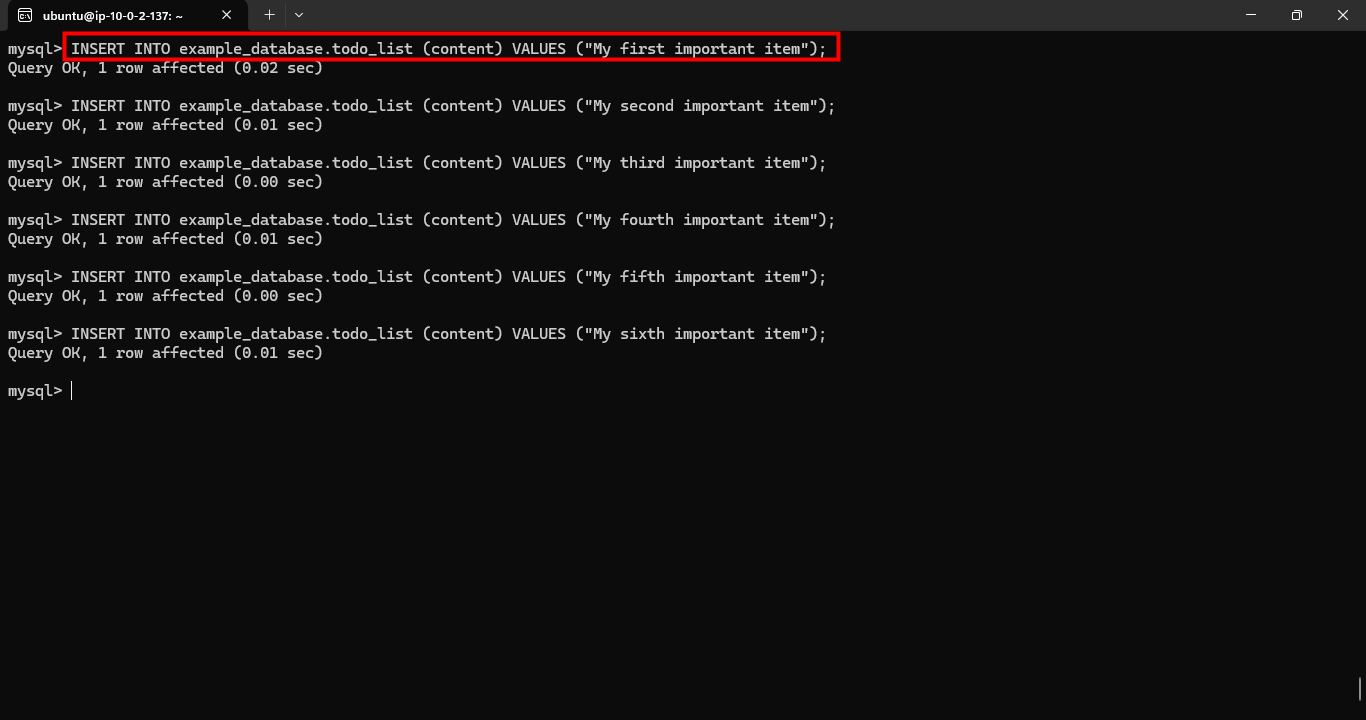 ubuntu@ip-10-0-2-137: ~
mysql> INSERT INTO example_database.todo_list (content) VALUES ("My first important item");
Query OK, 1 row affected (0.02 sec)
mysql> INSERT INTO example_database.todo_list (content) VALUES ("My second important item");
Query OK, 1 row affected (0.01 sec)
mysql> INSERT INTO example_database.todo_list (content) VALUES ("My third important item");
Query OK, 1 row affected (0.00 sec)
mysql> INSERT INTO example_database.todo_list (content) VALUES ("My fourth important item");
Query OK, 1 row affected (0.01 sec)
mysql> INSERT INTO example_database.todo_list (content) VALUES ("My fifth important item");
Query OK, 1 row affected (0.00 sec)
mysql> INSERT INTO example_database.todo_list (content) VALUES ("My sixth important item");
Query OK, 1 row affected (0.01 sec)
mysql>